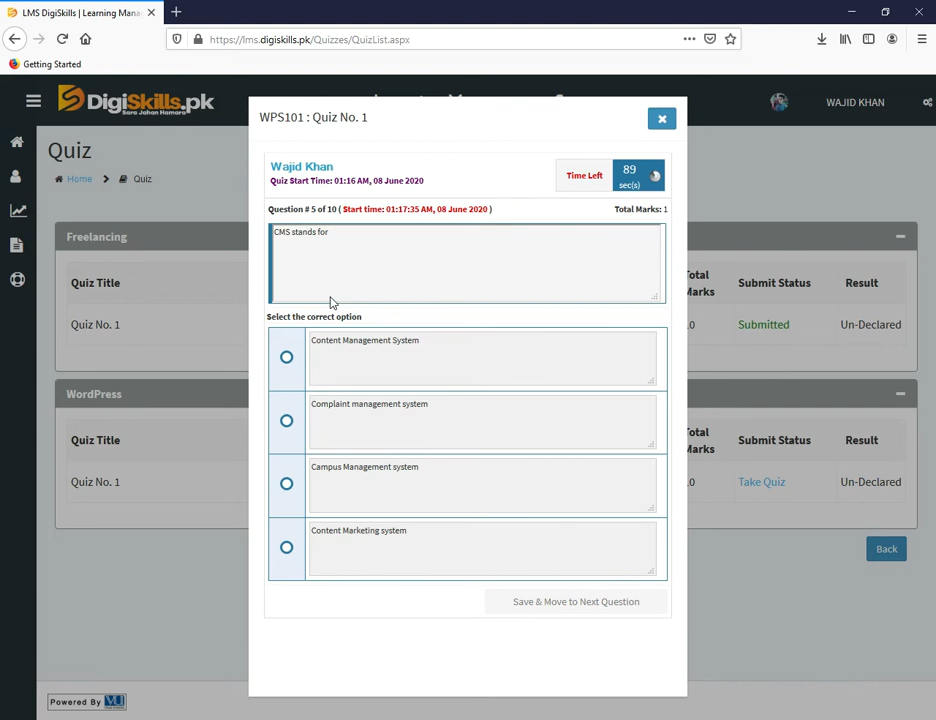 LMS DigiSkills | Learning Mana
https://lms.digiskills.pk/Quizzes/QuizList.aspx
Getting Started
DigiSkills.pk
Sara Jahan Hamara
WAJID KHAN
WPS101 : Quiz No. 1
Quiz
Home
Quiz
Wajid Khan
Quiz Start Time: 01:16 AM, 08 June 2020
Time Left
89
sec(s)
Question # 5 of 10 ( Start time: 01:17:35 AM, 08 June 2020 )
Total Marks: 1
CMS stands for
Select the correct option
Content Management System
Complaint management system
Campus Management system
Content Marketing system
Save & Move to Next Question
Freelancing
Quiz Title
Total Marks
Submit Status
Result
Quiz No. 1
Submitted
Un-Declared
WordPress
Quiz Title
Total Marks
Submit Status
Result
Quiz No. 1
Take Quiz
Un-Declared
Back
Powered By VU